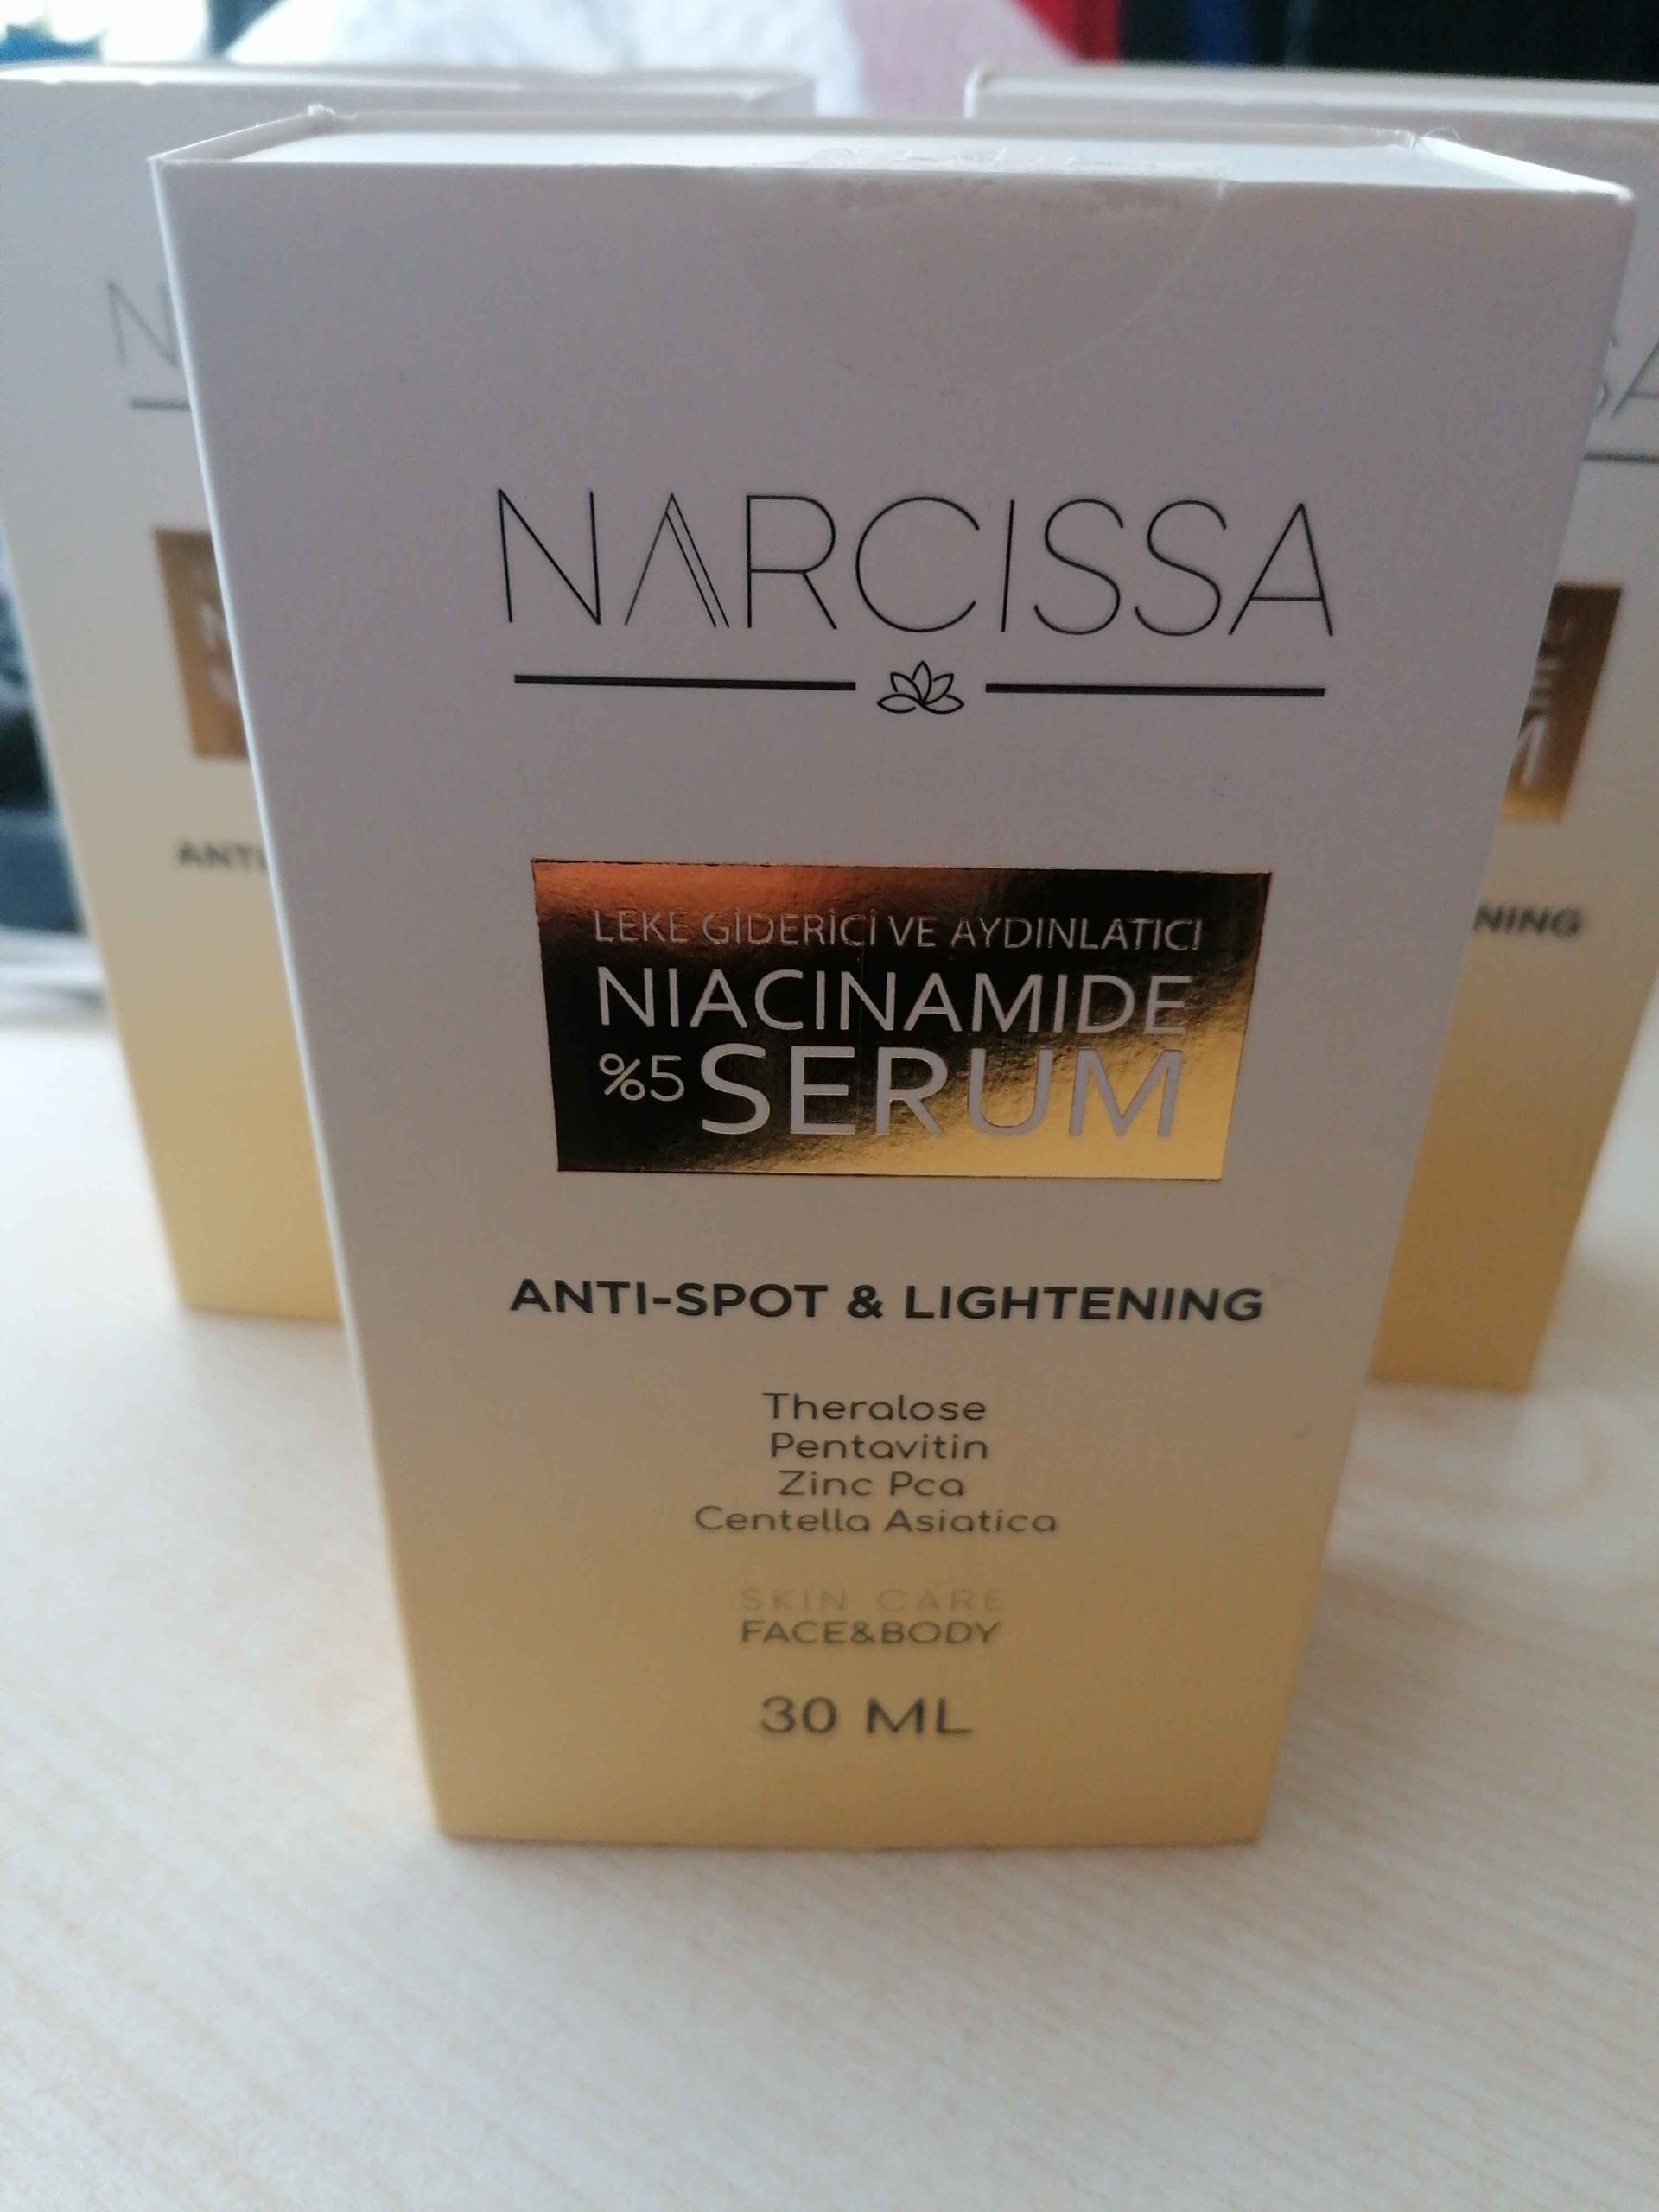 NARCISSA
LEKE GİDERİCİ VE AYDINLATICI
NIACINAMIDE
%5 SERUM
ANTI-SPOT & LIGHTENING
Theralose
Pentavitin
Zinc Pca
Centella Asiatica
SKIN CARE
FACE&BODY
30 ML